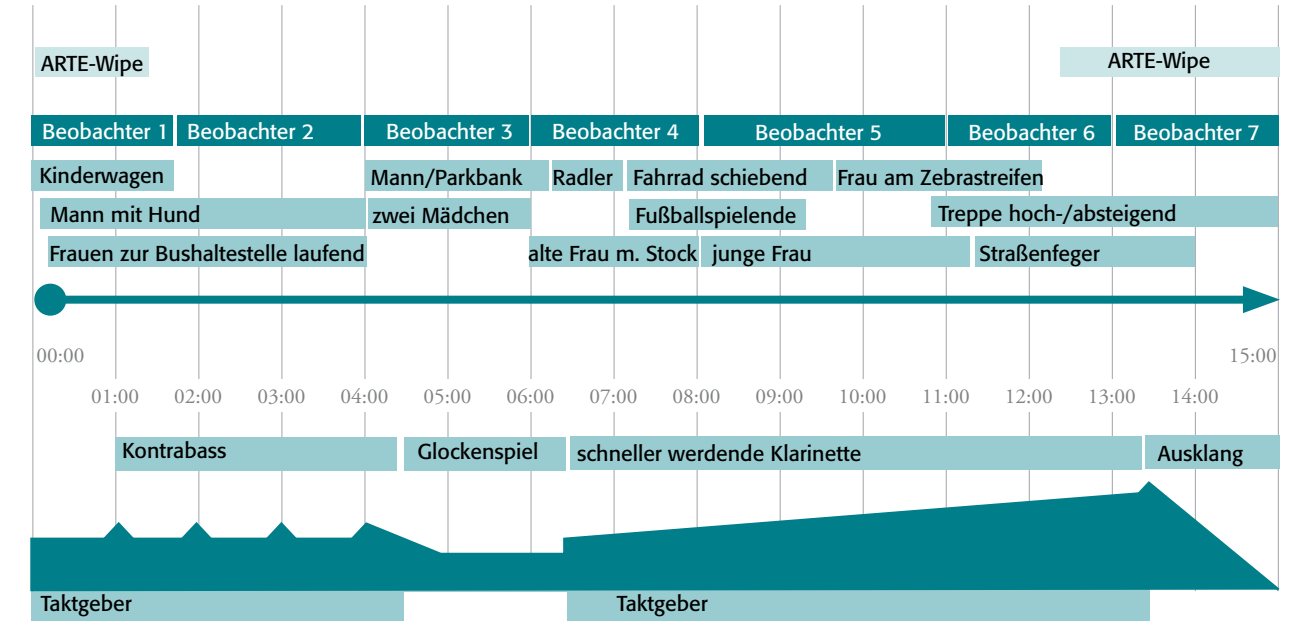 ARTE-Wipe
ARTE-Wipe
Beobachter 1
Beobachter 2
Beobachter 3
Beobachter 4
Beobachter 5
Beobachter 6
Beobachter 7
Kinderwagen
Mann/Parkbank
Radler
Fahrrad schiebend
Frau am Zebrastreifen
Mann mit Hund
zwei Mädchen
Fußballspielende
Treppe hoch-/absteigend
Frauen zur Bushaltestelle laufend
alte Frau m. Stock
junge Frau
Straßenfeger
00:00
15:00
01:00
02:00
03:00
04:00
05:00
06:00
07:00
08:00
09:00
10:00
11:00
12:00
13:00
14:00
Kontrabass
Glockenspiel
schneller werdende Klarinette
Ausklang
Taktgeber
Taktgeber